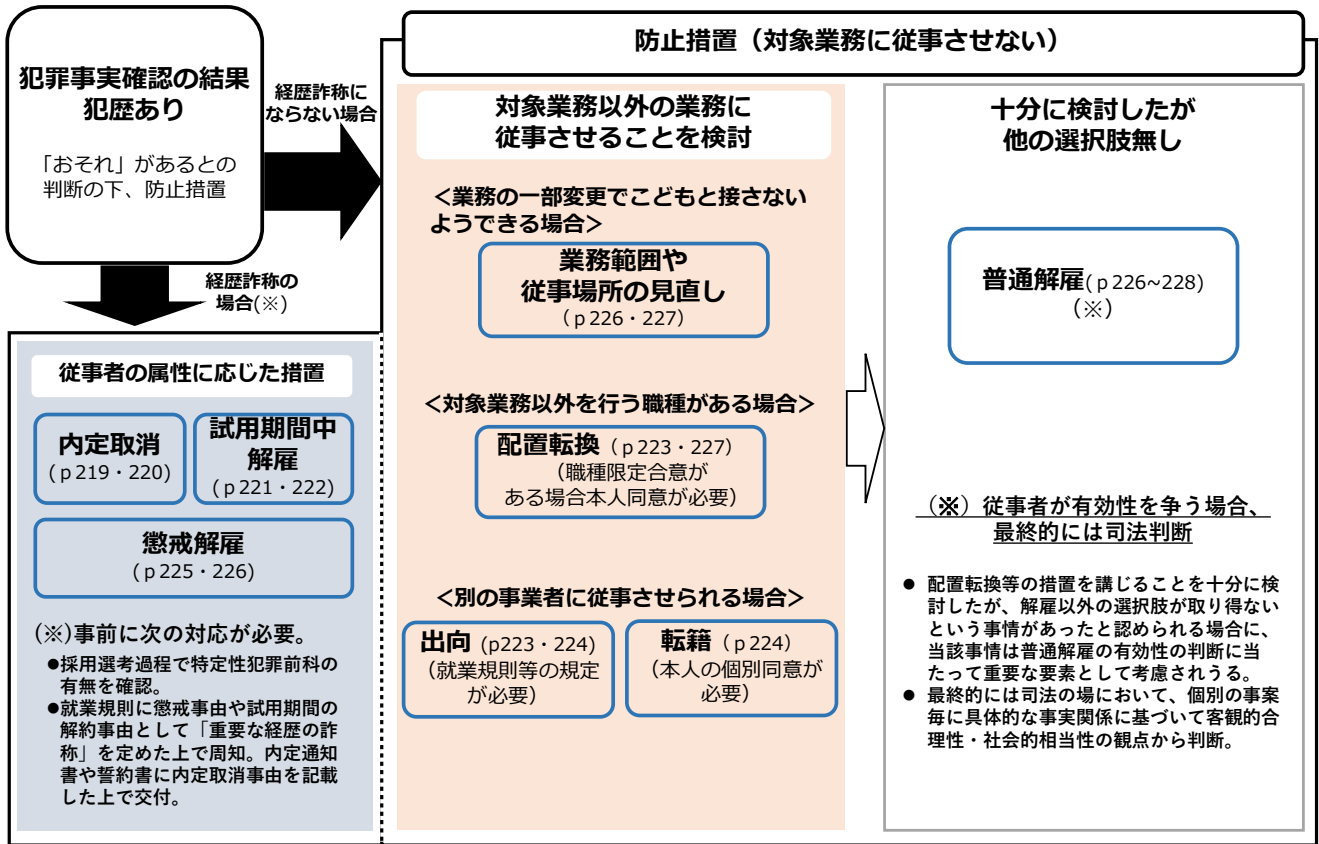 犯罪事実確認の結果
犯歴あり
「おそれ」があるとの
判断の下、防止措置
経歴詐称に
ならない場合
経歴詐称の
場合(※)
従事者の属性に応じた措置
内定取消
(ｐ219・220)
試用期間中
解雇
(ｐ221・222)
懲戒解雇
(ｐ225・226)
(※)事前に次の対応が必要。
●採用選考過程で特定性犯罪前科の
有無を確認。
●就業規則に懲戒事由や試用期間の
解約事由として「重要な経歴の詐
称」を定めた上で周知。内定通知
書や誓約書に内定取消事由を記載
した上で交付。
防止措置（対象業務に従事させない）
対象業務以外の業務に
従事させることを検討
＜業務の一部変更でこどもと接さない
ようできる場合＞
業務範囲や
従事場所の見直し
（ｐ226・227）
＜対象業務以外を行う職種がある場合＞
配置転換（ｐ223・227）
（職種限定合意が
ある場合本人同意が必要）
＜別の事業者に従事させられる場合＞
出向（p223・224）
（就業規則等の規定
が必要）
転籍（ｐ224）
（本人の個別同意が
必要）
十分に検討したが
他の選択肢無し
普通解雇(ｐ226~228)
（※）
（※）従事者が有効性を争う場合、
最終的には司法判断
● 配置転換等の措置を講じることを十分に検
討したが、解雇以外の選択肢が取り得ない
という事情があったと認められる場合に、
当該事情は普通解雇の有効性の判断に当
たって重要な要素として考慮されうる。
● 最終的には司法の場において、個別の事案
毎に具体的な事実関係に基づいて客観的合
理性・社会的相当性の観点から判断。